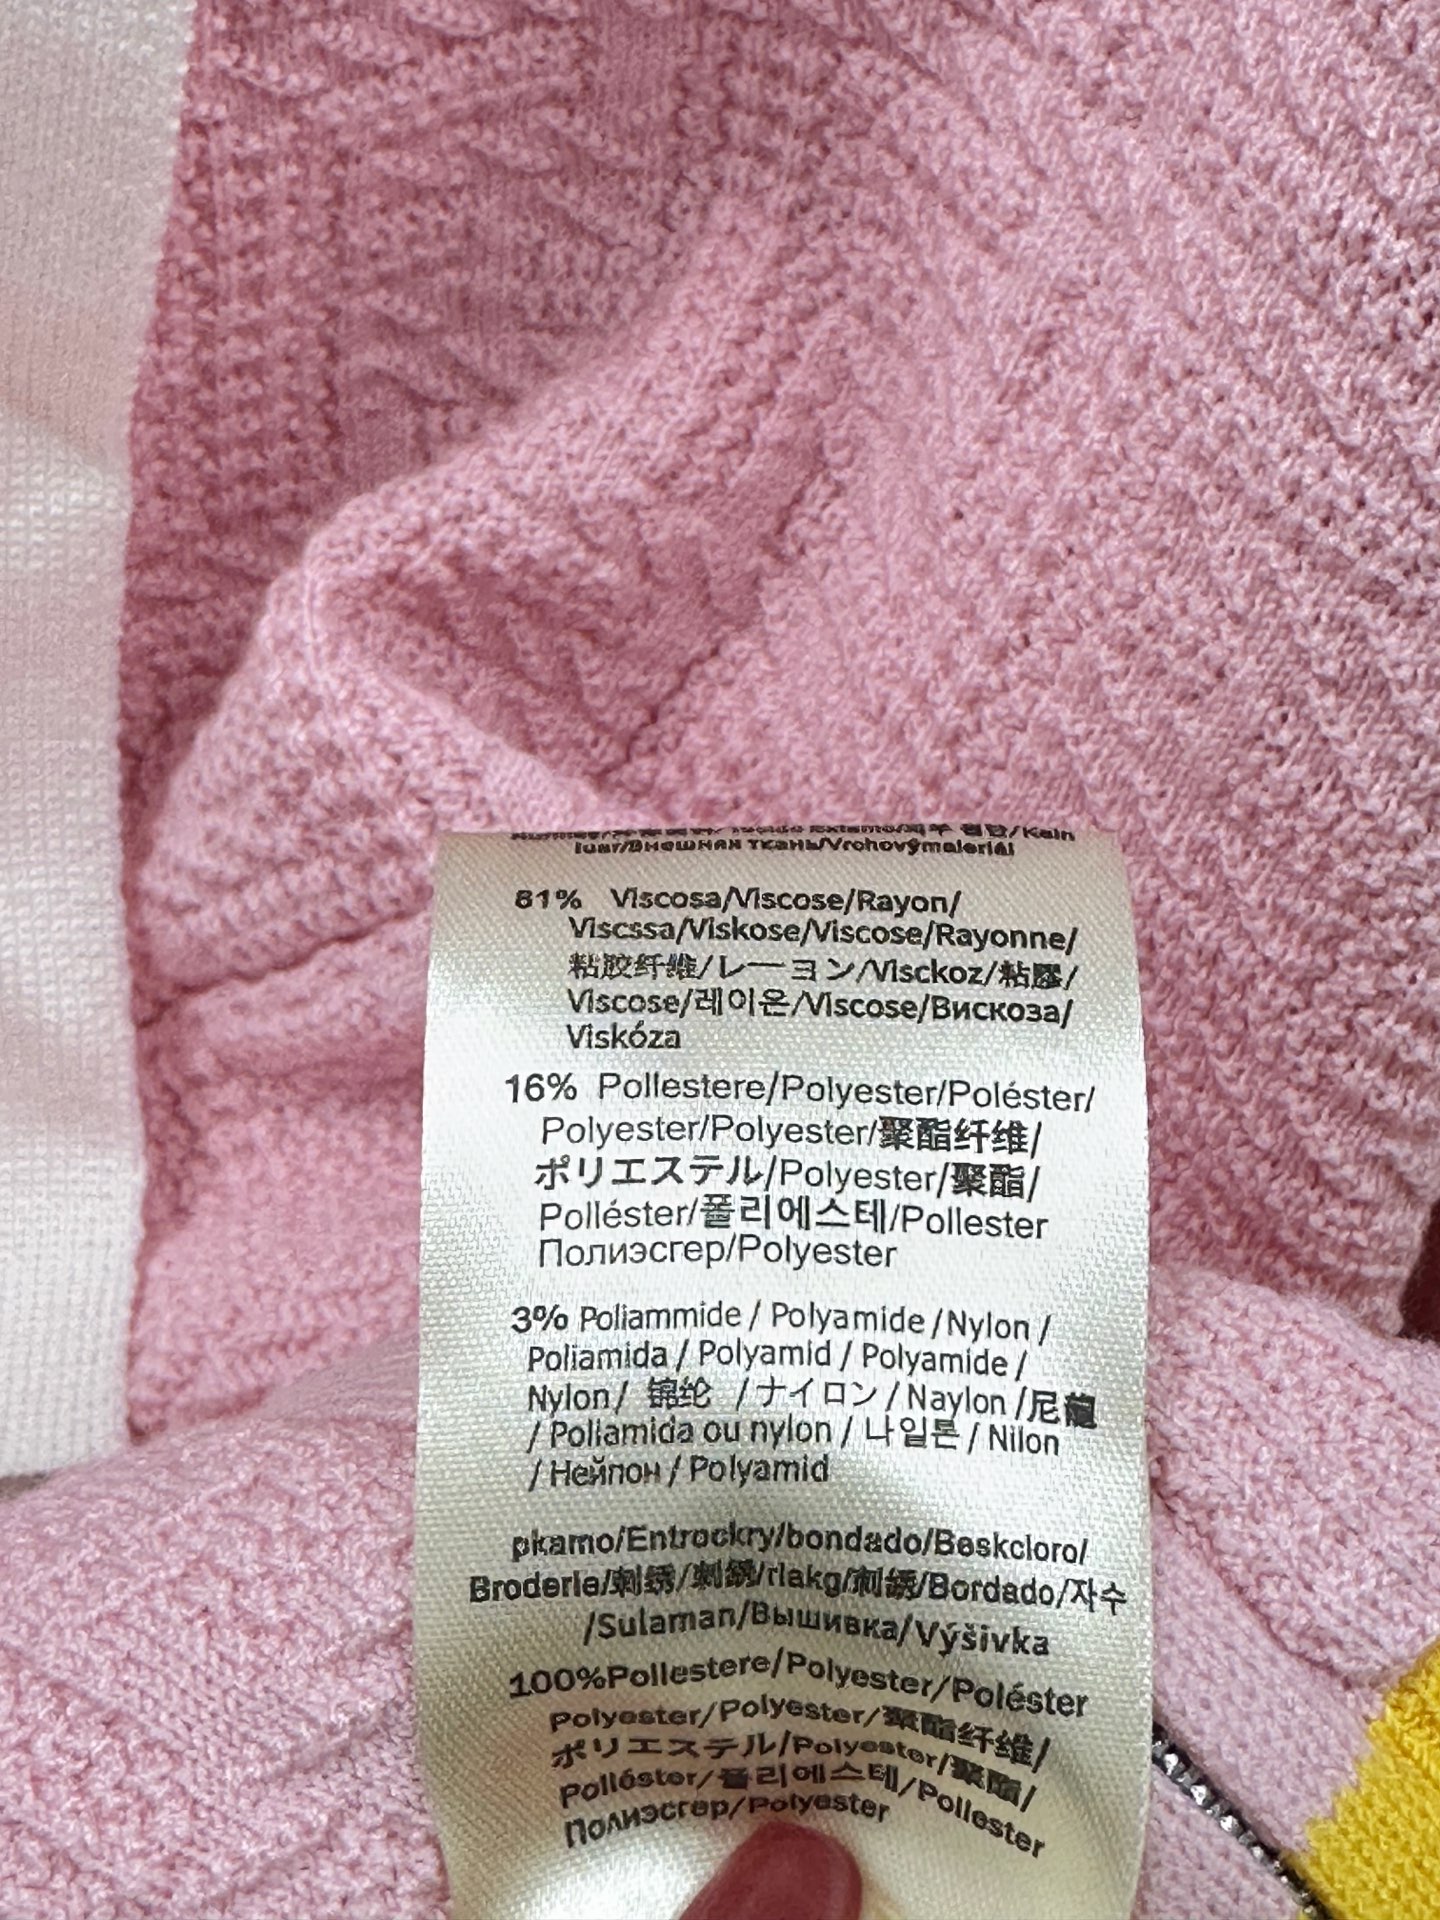 81% Viscosa/Viscose/Rayon/
Viscssa/Viskose/Viscose/Rayonne/
粘胶纤维/レーヨン/Visckoz/粘膠/
Viscose/레이온/Viscose/Вискоза/
Viskóza
16% Pollestere/Polyester/Poléster/
Polyester/Polyester/聚酯纤维/
ポリエステル/Polyester/聚酯/
Polléster/폴리에스테/Pollester
Полиэсгер/Polyester
3% Poliammide / Polyamide / Nylon /
Poliamida / Polyamid / Polyamide /
Nylon / 锦纶 / ナイロン / Naylon /尼龍
/ Poliamida ou nylon / 나일론 / Nilon
/ Нейпон / Polyamid
pkamo/Entrockry/bondado/Beskcloro/
Broderle/刺绣/刺繡/rlakg/刺绣/Bordado/자수
/Sulaman/Вышивка/Výšivka
100%Pollestere/Polyester/Poléster
Polyester/Polyester/聚酯纤维/
ポリエステル/Polyester/聚酯/
Polléster/폴리에스테/Pollester
Полиэсгер/Polyester